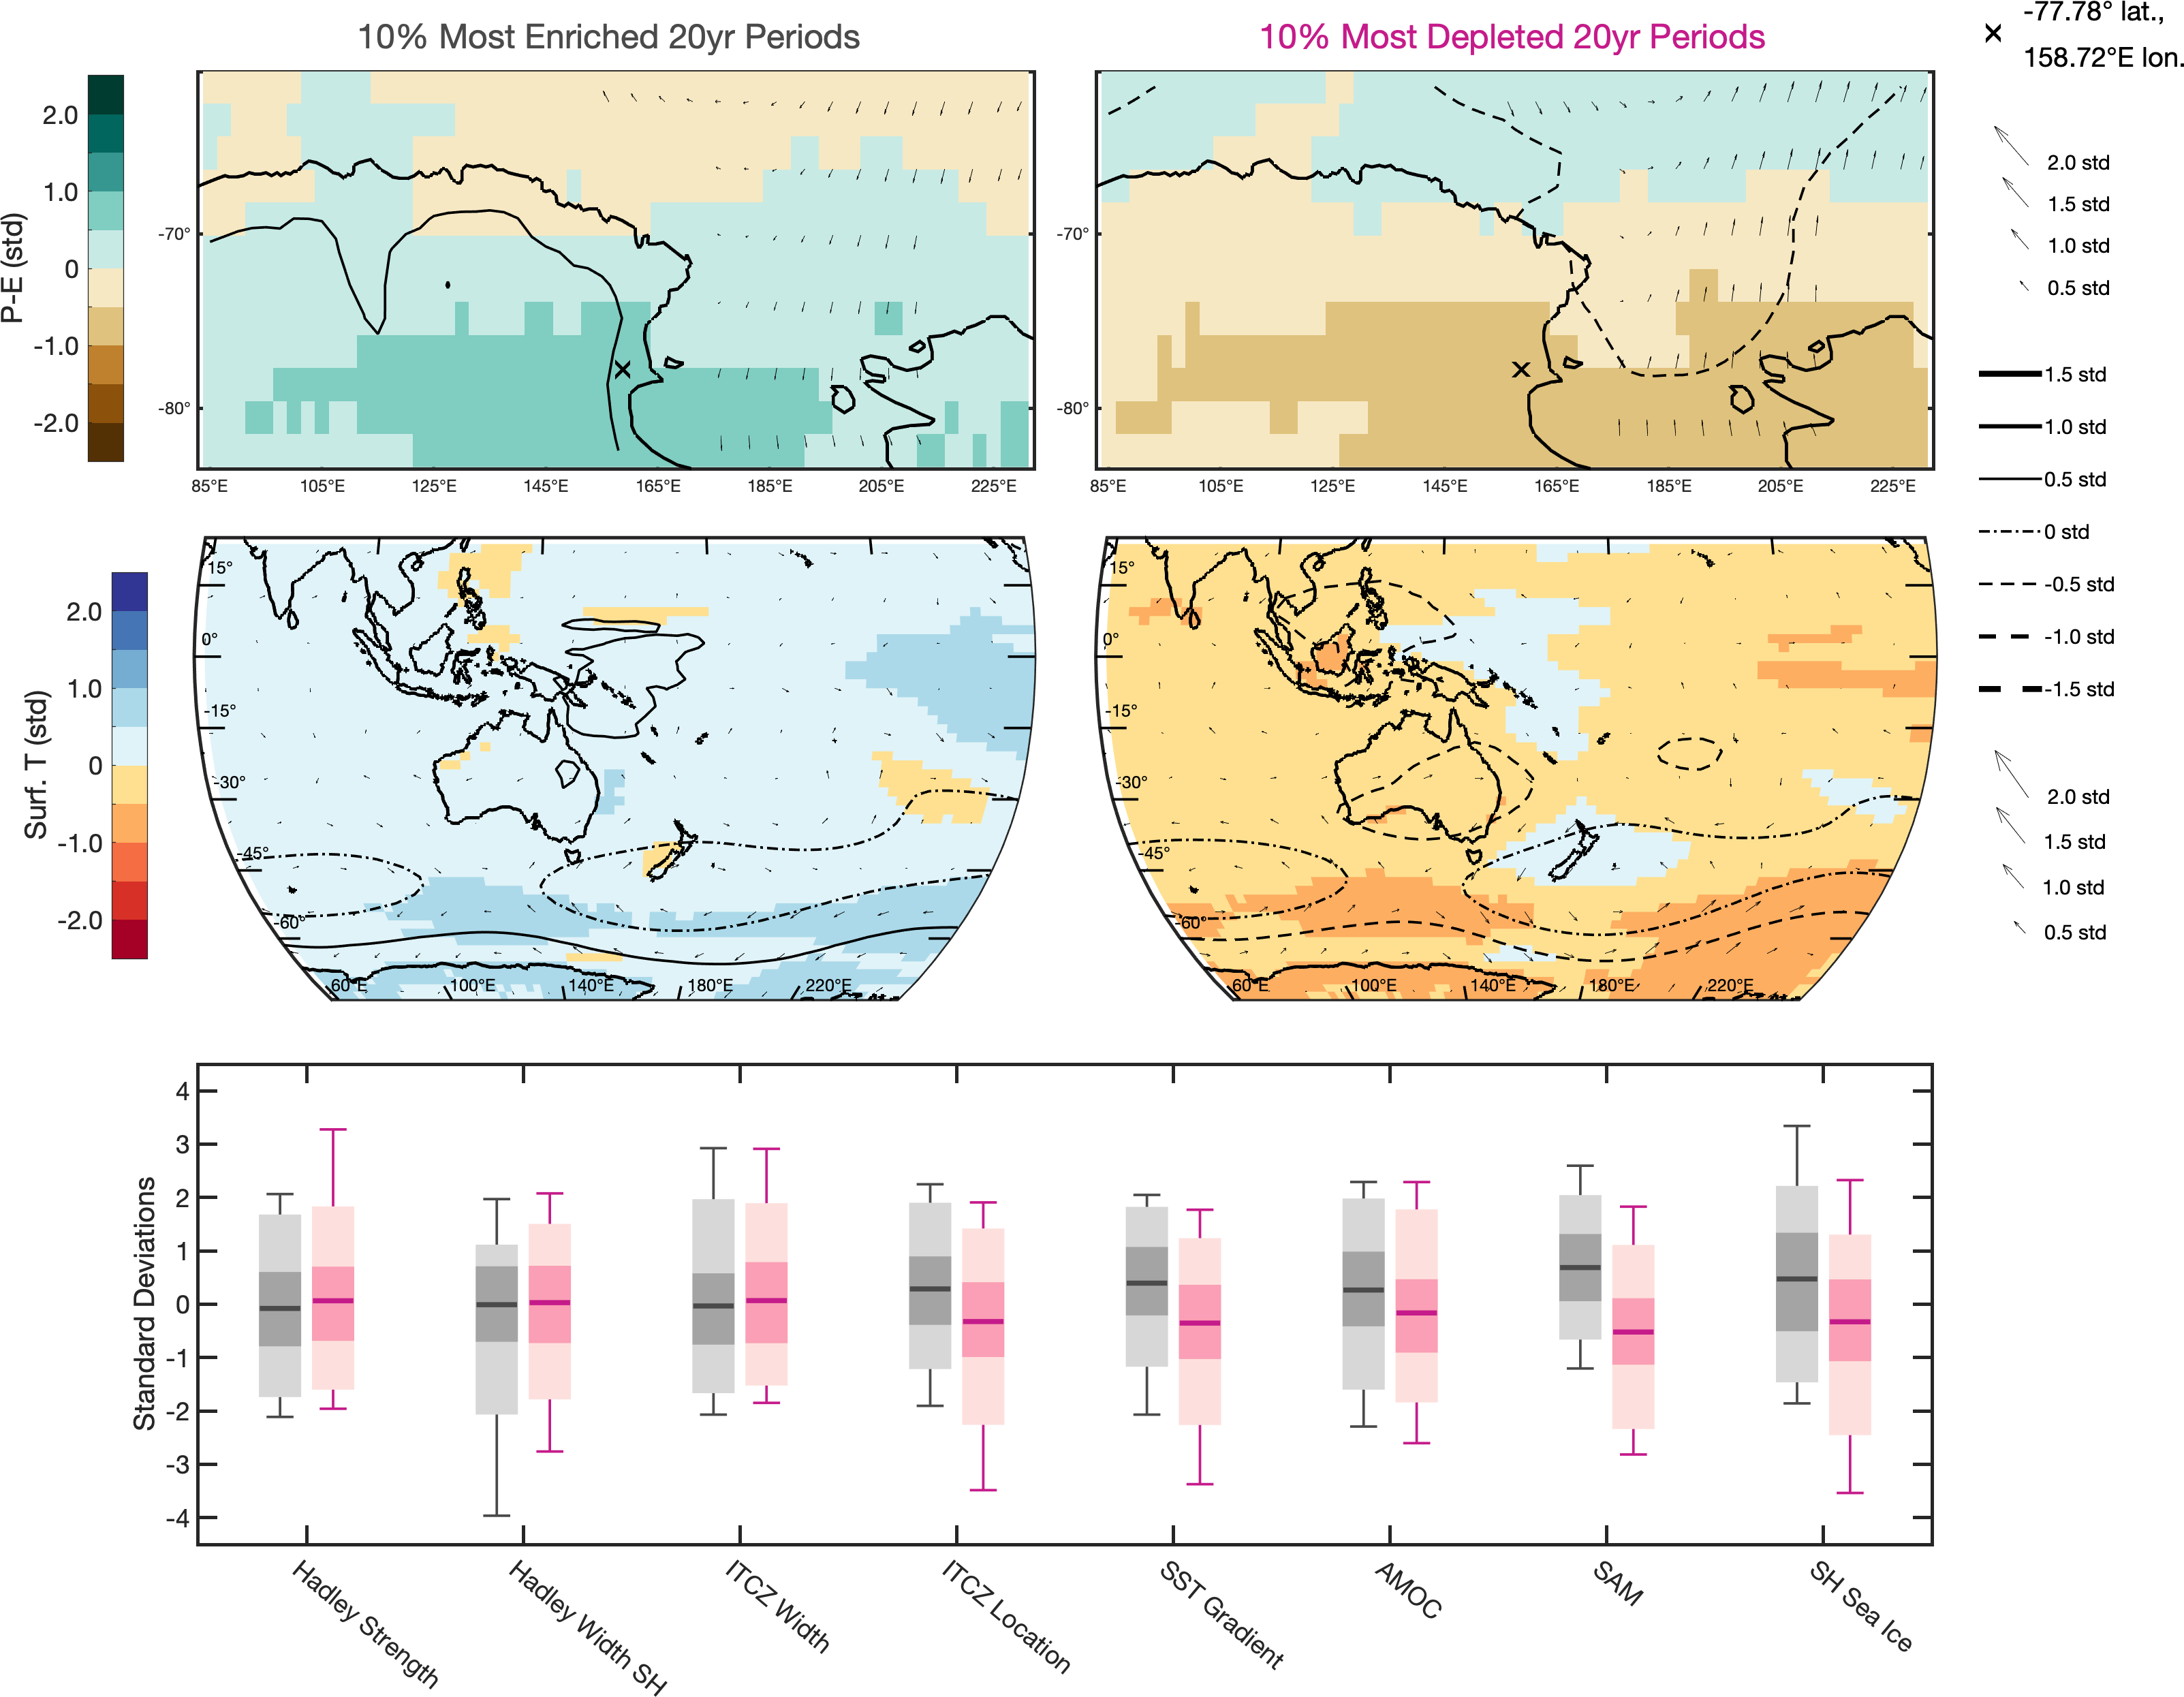 10% Most Enriched 20yr Periods
10% Most Depleted 20yr Periods
-77.78° lat.,
158.72°E lon.
P-E (std)
2.0
1.0
0
-1.0
-2.0
-70°
-80°
85°E 105°E 125°E 145°E 165°E 185°E 205°E 225°E
-70°
-80°
85°E 105°E 125°E 145°E 165°E 185°E 205°E 225°E
2.0 std
1.5 std
1.0 std
0.5 std
1.5 std
1.0 std
0.5 std
0 std
-0.5 std
-1.0 std
-1.5 std
2.0 std
1.5 std
1.0 std
0.5 std
Surf. T (std)
2.0
1.0
0
-1.0
-2.0
15°
0°
-15°
-30°
-45°
-60°
60°E 100°E 140°E 180°E 220°E
15°
0°
-15°
-30°
-45°
-60°
60°E 100°E 140°E 180°E 220°E
Standard Deviations
4
3
2
1
0
-1
-2
-3
-4
Hadley Strength
Hadley Width SH
ITCZ Width
ITCZ Location
SST Gradient
AMOC
SAM
SH Sea Ice